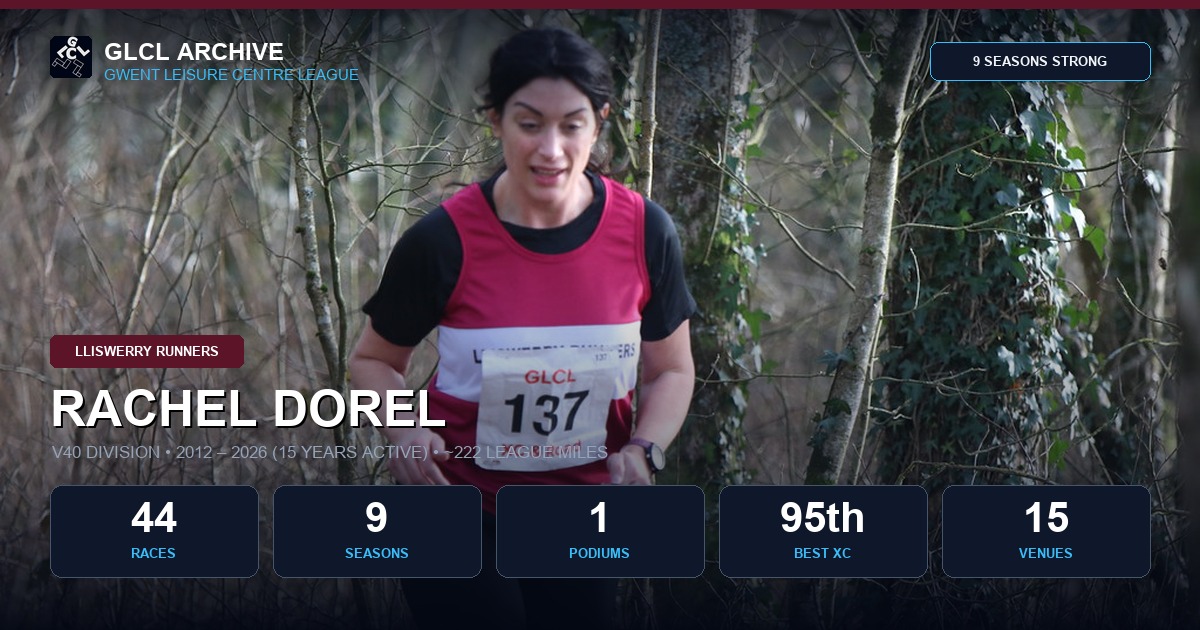 GLCL ARCHIVE
GWENT LEISURE CENTRE LEAGUE
9 SEASONS STRONG
GLCL
137
137
LLISWERRY RUNNERS
RACHEL DOREL
V40 DIVISION • 2012 – 2026 (15 YEARS ACTIVE) • ~222 LEAGUE MILES
44
RACES
9
SEASONS
1
PODIUMS
95th
BEST XC
15
VENUES